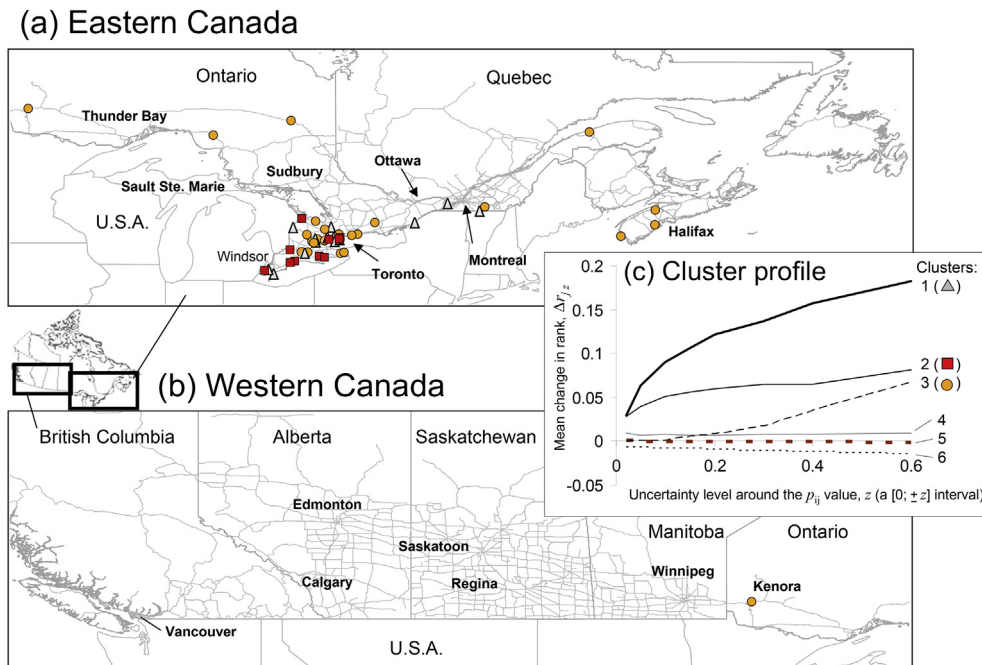 (a) Eastern Canada
Ontario
Quebec
Thunder Bay
Ottawa
Sudbury
Sault Ste. Marie
U.S.A.
Windsor
Toronto
Montreal
Halifax
(c) Cluster profile
Clusters:
1 (△)
2 (■)
3 (●)
4
5
6
Mean change in rank, Δr_jz
0.2
0.15
0.1
0.05
0
-0.05
0
0.2
0.4
0.6
Uncertainty level around the p_ij value, z (a [0; ±z] interval)
(b) Western Canada
British Columbia
Alberta
Saskatchewan
Manitoba
Ontario
Edmonton
Saskatoon
Calgary
Regina
Winnipeg
Kenora
Vancouver
U.S.A.